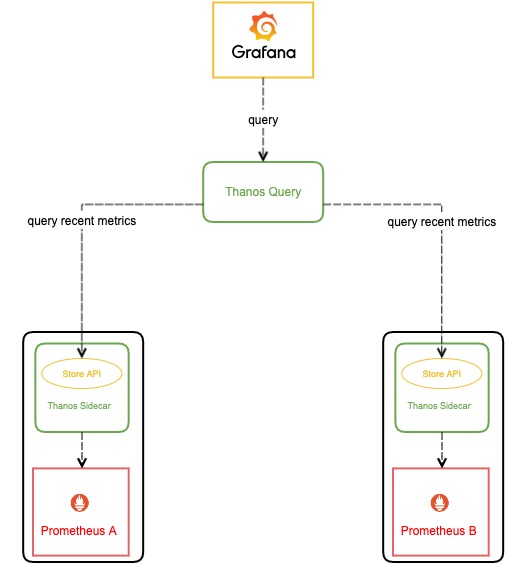 Grafana
query
Thanos Query
query recent metrics
query recent metrics
Store API
Thanos Sidecar
Store API
Thanos Sidecar
Prometheus A
Prometheus B